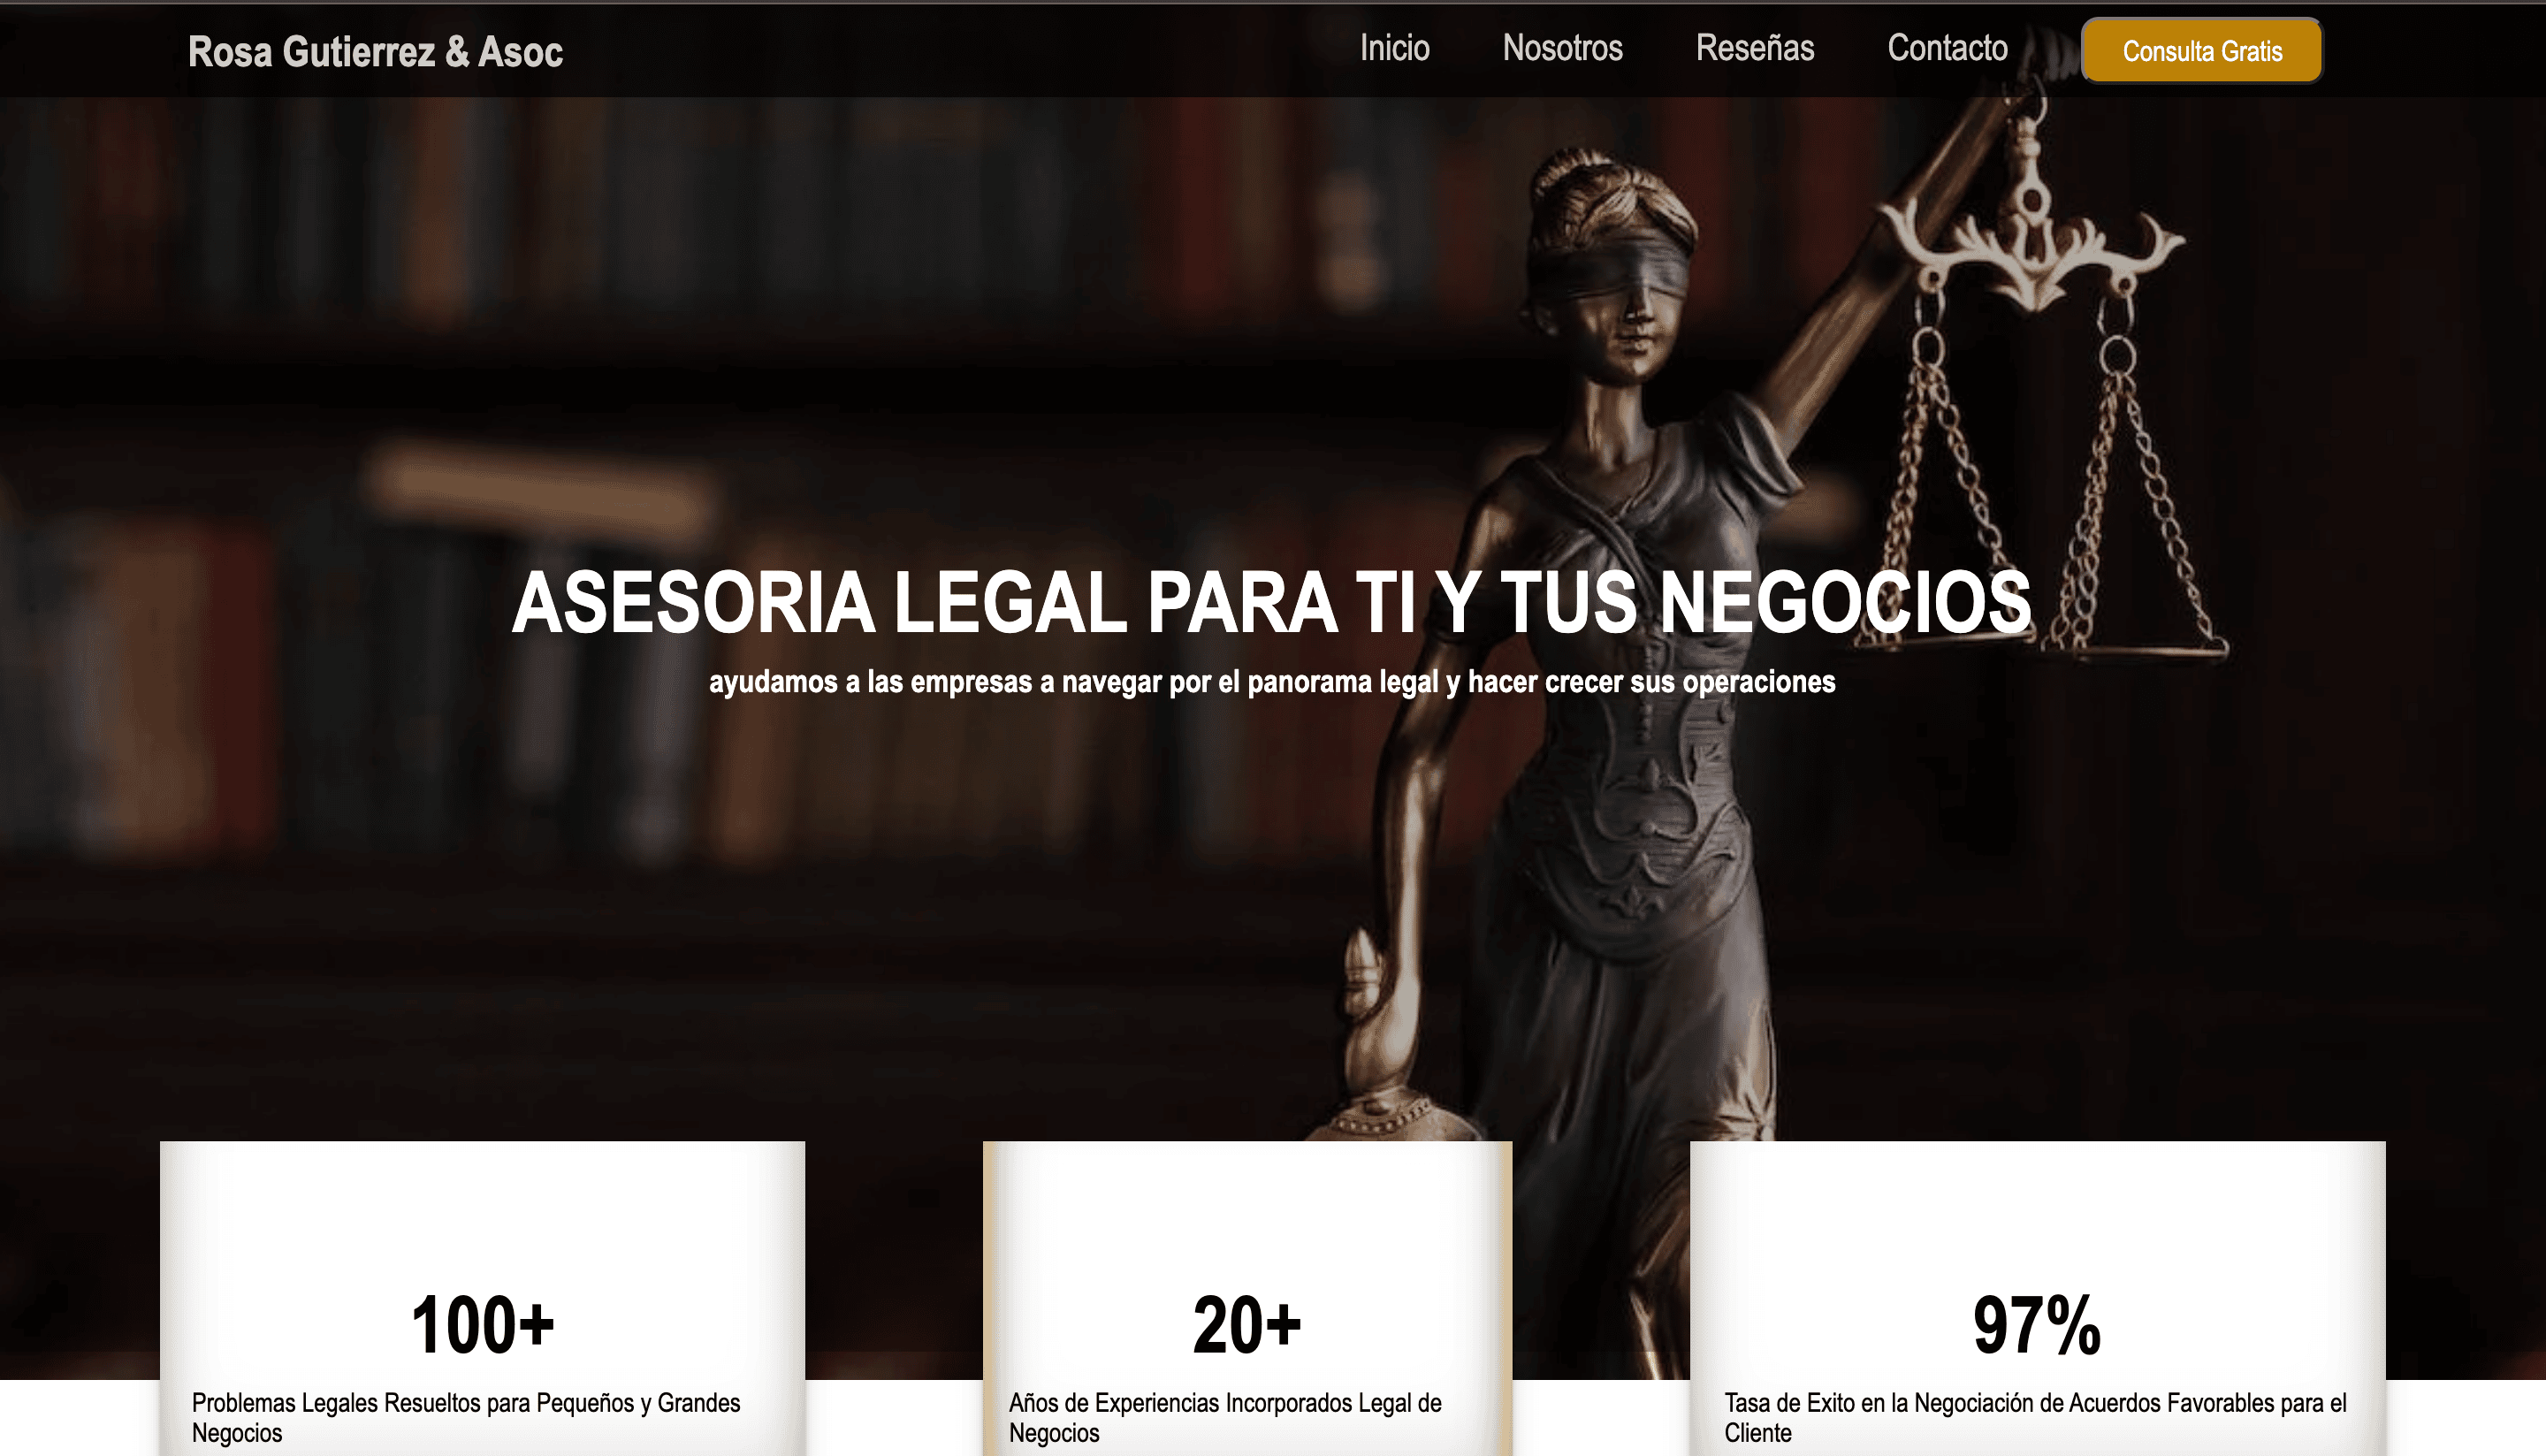 Rosa Gutierrez & Asoc
Inicio
Nosotros
Reseñas
Contacto
Consulta Gratis
ASESORIA LEGAL PARA TI Y TUS NEGOCIOS
ayudamos a las empresas a navegar por el panorama legal y hacer crecer sus operaciones
100+
Problemas Legales Resueltos para Pequeños y Grandes
Negocios
20+
Años de Experiencias Incorporados Legal de
Negocios
97%
Tasa de Exito en la Negociación de Acuerdos Favorables para el
Cliente